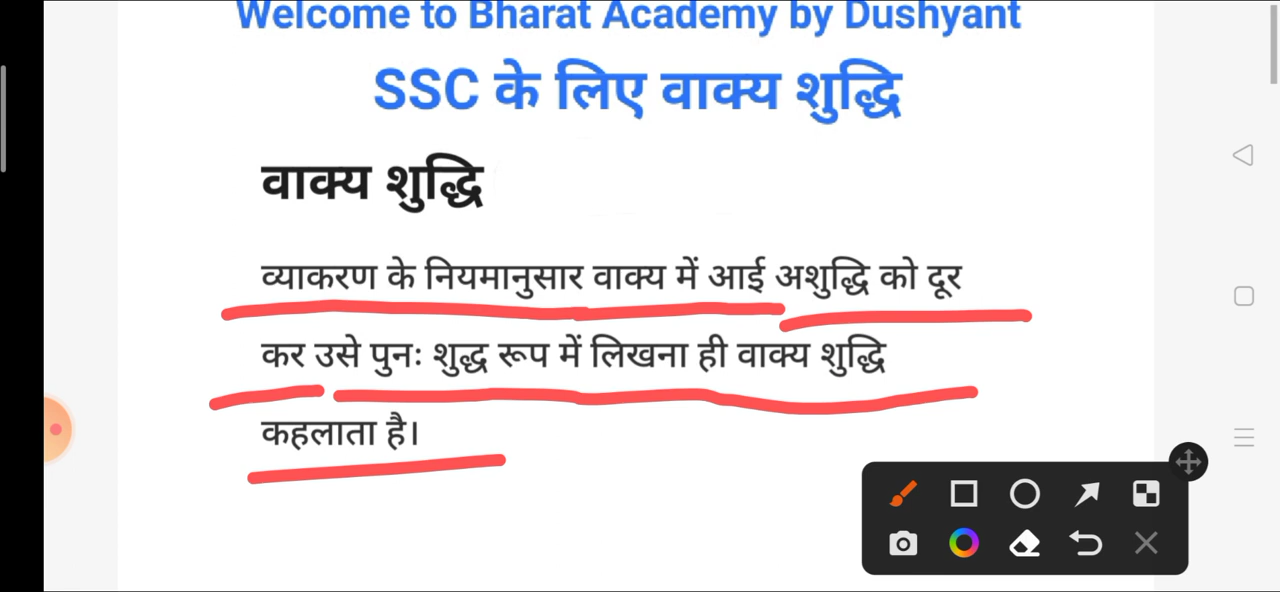 Welcome to Bharat Academy by Dushyant
SSC के लिए वाक्य शुद्धि
वाक्य शुद्धि
व्याकरण के नियमानुसार वाक्य में आई अशुद्धि को दूर
कर उसे पुनः शुद्ध रूप में लिखना ही वाक्य शुद्धि
कहलाता है।